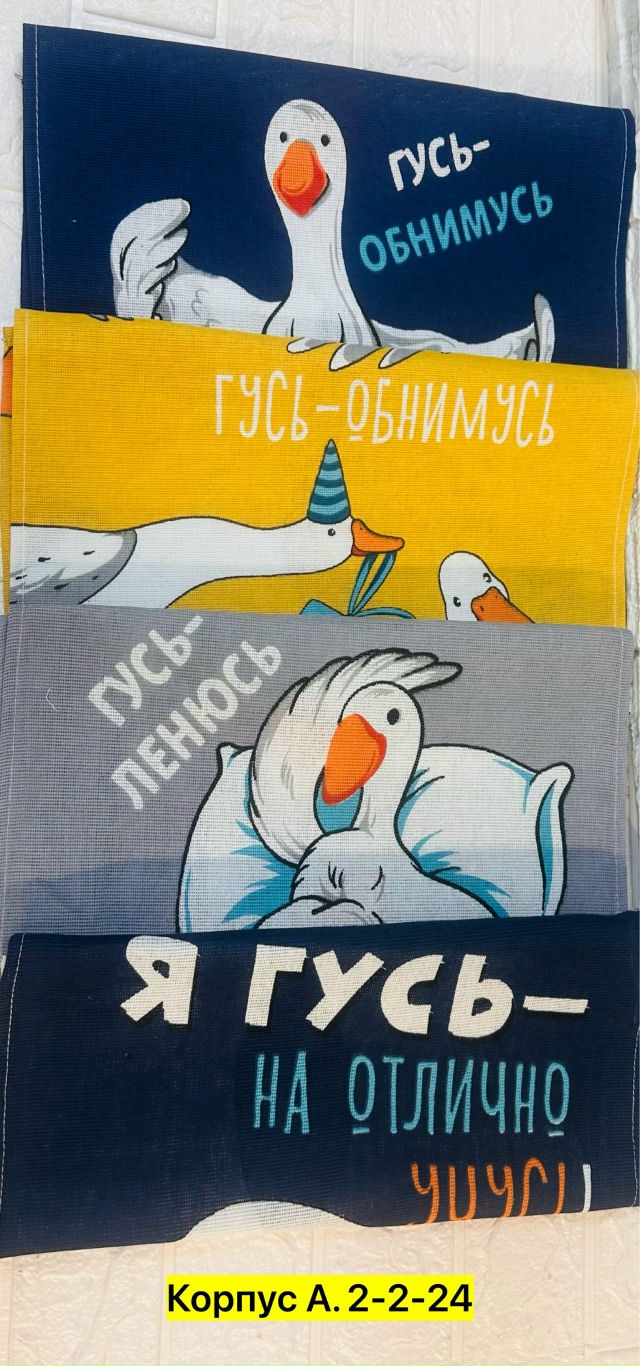 ГУСЬ-
ОБНИМУСЬ
ГУСЬ-ОБНИМУСЬ
ГУСЬ-
ЛЕНЮСЬ
Я ГУСЬ-
НА ОТЛИЧНО
Корпус А. 2-2-24